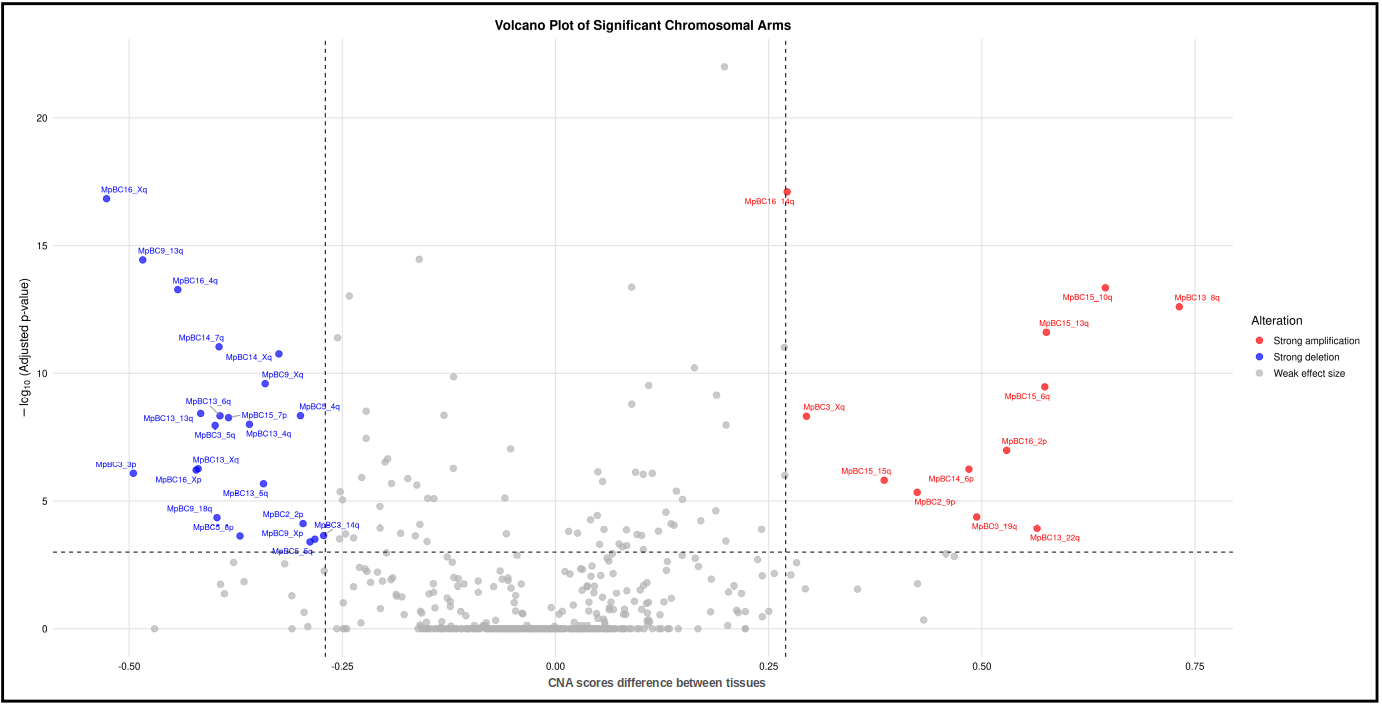 Volcano Plot of Significant Chromosomal Arms
− log10 (Adjusted p-value)
20
15
10
5
0
MpBC16_Xq
MpBC16_14q
MpBC9_13q
MpBC16_4q
MpBC15_10q
MpBC13_8q
MpBC15_13q
MpBC14_7q
MpBC14_Xq
MpBC9_Xq
MpBC15_6q
MpBC13_6q
MpBC5_4q
MpBC3_Xq
MpBC13_13q
MpBC15_7p
MpBC3_5q
MpBC13_4q
MpBC16_2p
MpBC3_3p
MpBC13_Xq
MpBC16_Xp
MpBC15_15q
MpBC14_6p
MpBC13_5q
MpBC2_9p
MpBC9_18q
MpBC2_2p
MpBC3_14q
MpBC9_Xp
MpBC3_19q
MpBC13_22q
-0.50
-0.25
0.00
0.25
0.50
0.75
CNA scores difference between tissues
Alteration
Strong amplification
Strong deletion
Weak effect size